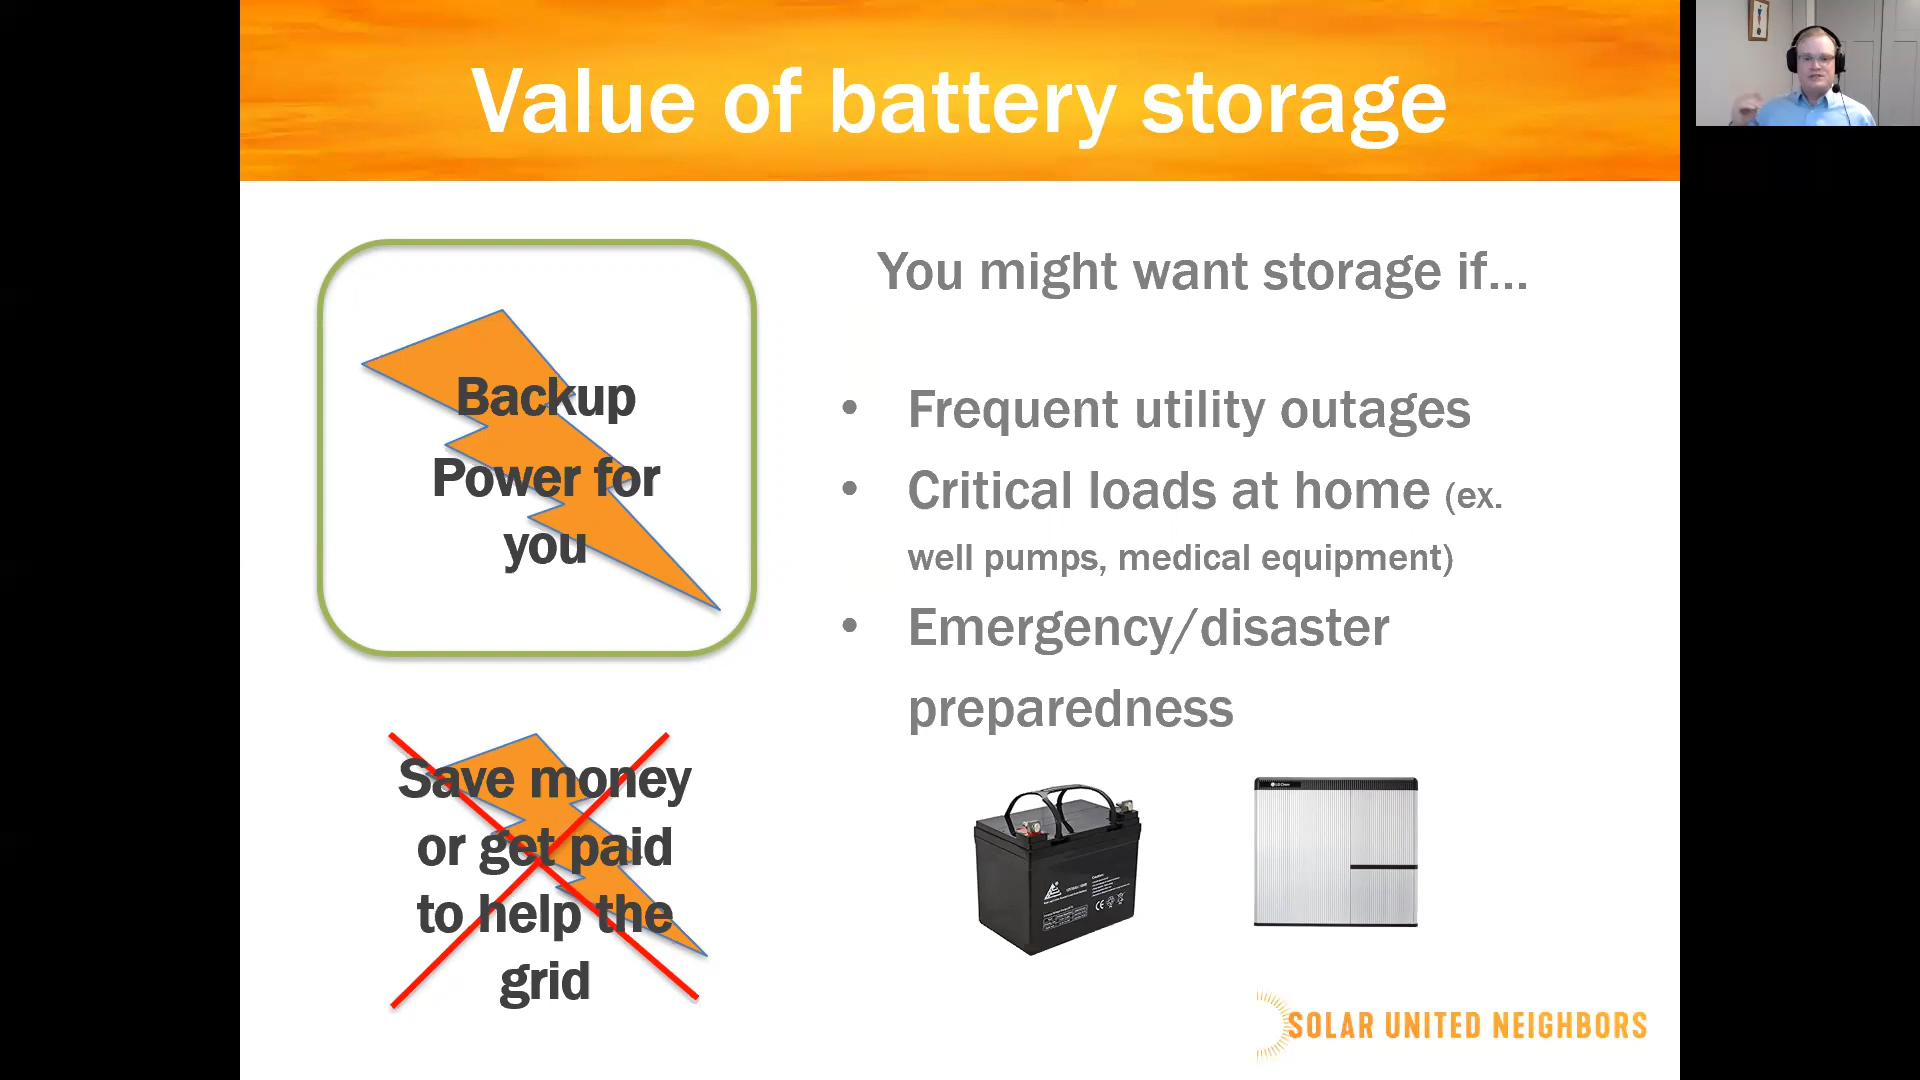 Value of battery storage
Backup
Power for
you
Save money
or get paid
to help the
grid
You might want storage if...
• Frequent utility outages
• Critical loads at home (ex.
well pumps, medical equipment)
• Emergency/disaster
preparedness
LG Chem
SOLAR UNITED NEIGHBORS